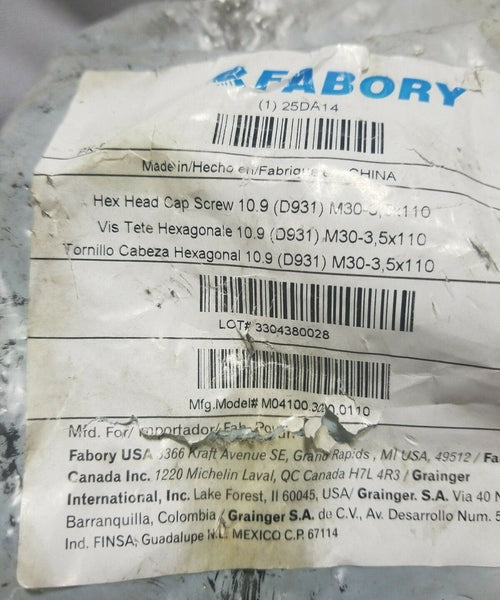 FABORY
(1) 25DA14
Made in/Hecho en/Fabriqué CHINA
Hex Head Cap Screw 10.9 (D931) M30-3,5x110
Vis Tete Hexagonale 10.9 (D931) M30-3,5x110
Tornillo Cabeza Hexagonal 10.9 (D931) M30-3,5x110
LOT# 3304380028
Mfg.Model# M04100.300.0110
Mfd. For/ Importador/
Fabory USA 3366 Kraft Avenue SE, Grand Rapids, MI USA, 49512 / Fa
Canada Inc. 1220 Michelin Laval, QC Canada H7L 4R3 / Grainger
International, Inc. Lake Forest, Il 60045, USA/ Grainger. S.A. Via 40 N
Barranquilla, Colombia / Grainger S.A. de C.V., Av. Desarrollo Num. 5
Ind. FINSA, Guadalupe N.L. MEXICO C.P. 67114